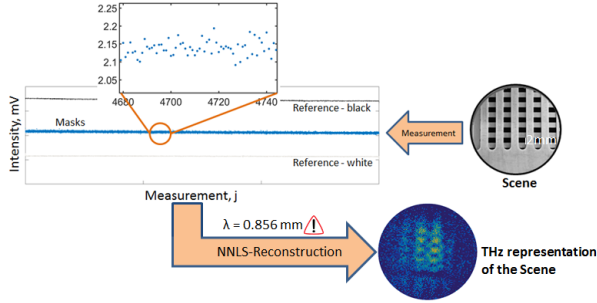 2.25
2.2
2.15
2.1
2.05
4680
4700
4720
4740
Intensity, mV
Masks
Reference - black
Reference - white
Measurement, j
Measurement
2mm
Scene
λ = 0.856 mm
!
NNLS-Reconstruction
THz representation
of the Scene